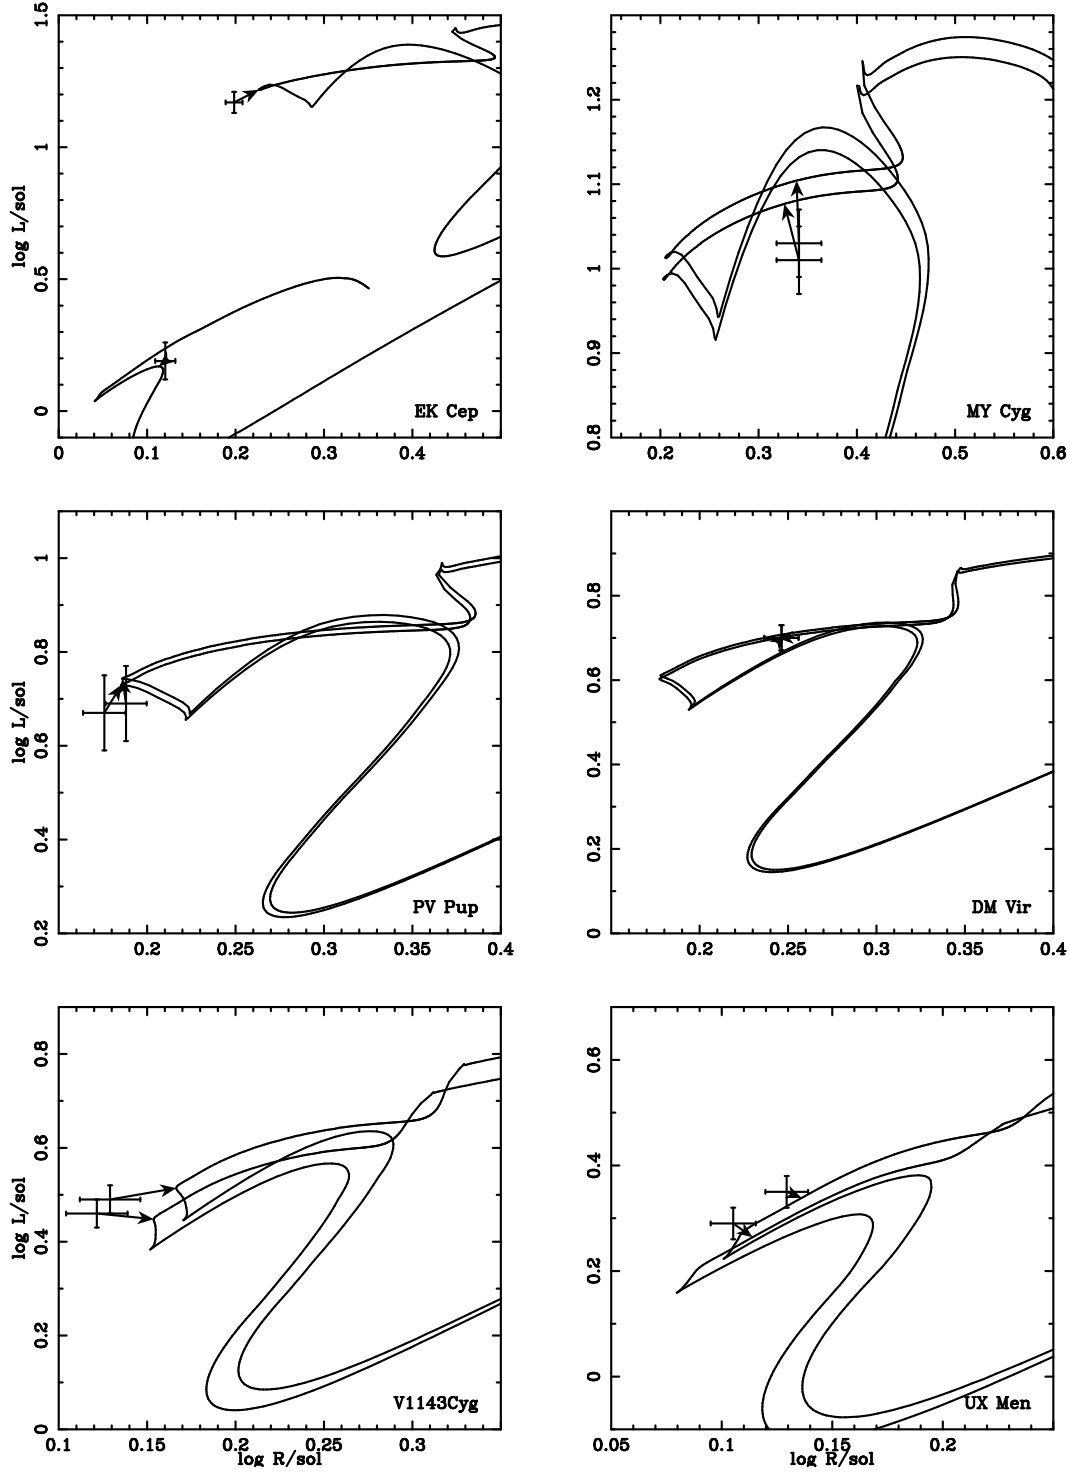 1.5
1
0.5
0
log L/sol
EK Cep
0 0.1 0.2 0.3 0.4 0.5
1.2
1.1
1
0.9
0.8
MY Cyg
0.2 0.3 0.4 0.5 0.6
1
0.8
0.6
0.4
0.2
log L/sol
PV Pup
0.2 0.25 0.3 0.35 0.4
0.8
0.6
0.4
0.2
0
DM Vir
0.2 0.25 0.3 0.35 0.4
0.8
0.6
0.4
0.2
0
log L/sol
V1143Cyg
0.1 0.15 0.2 0.25 0.3
log R/sol
0.6
0.4
0.2
0
UX Men
0.05 0.1 0.15 0.2
log R/sol